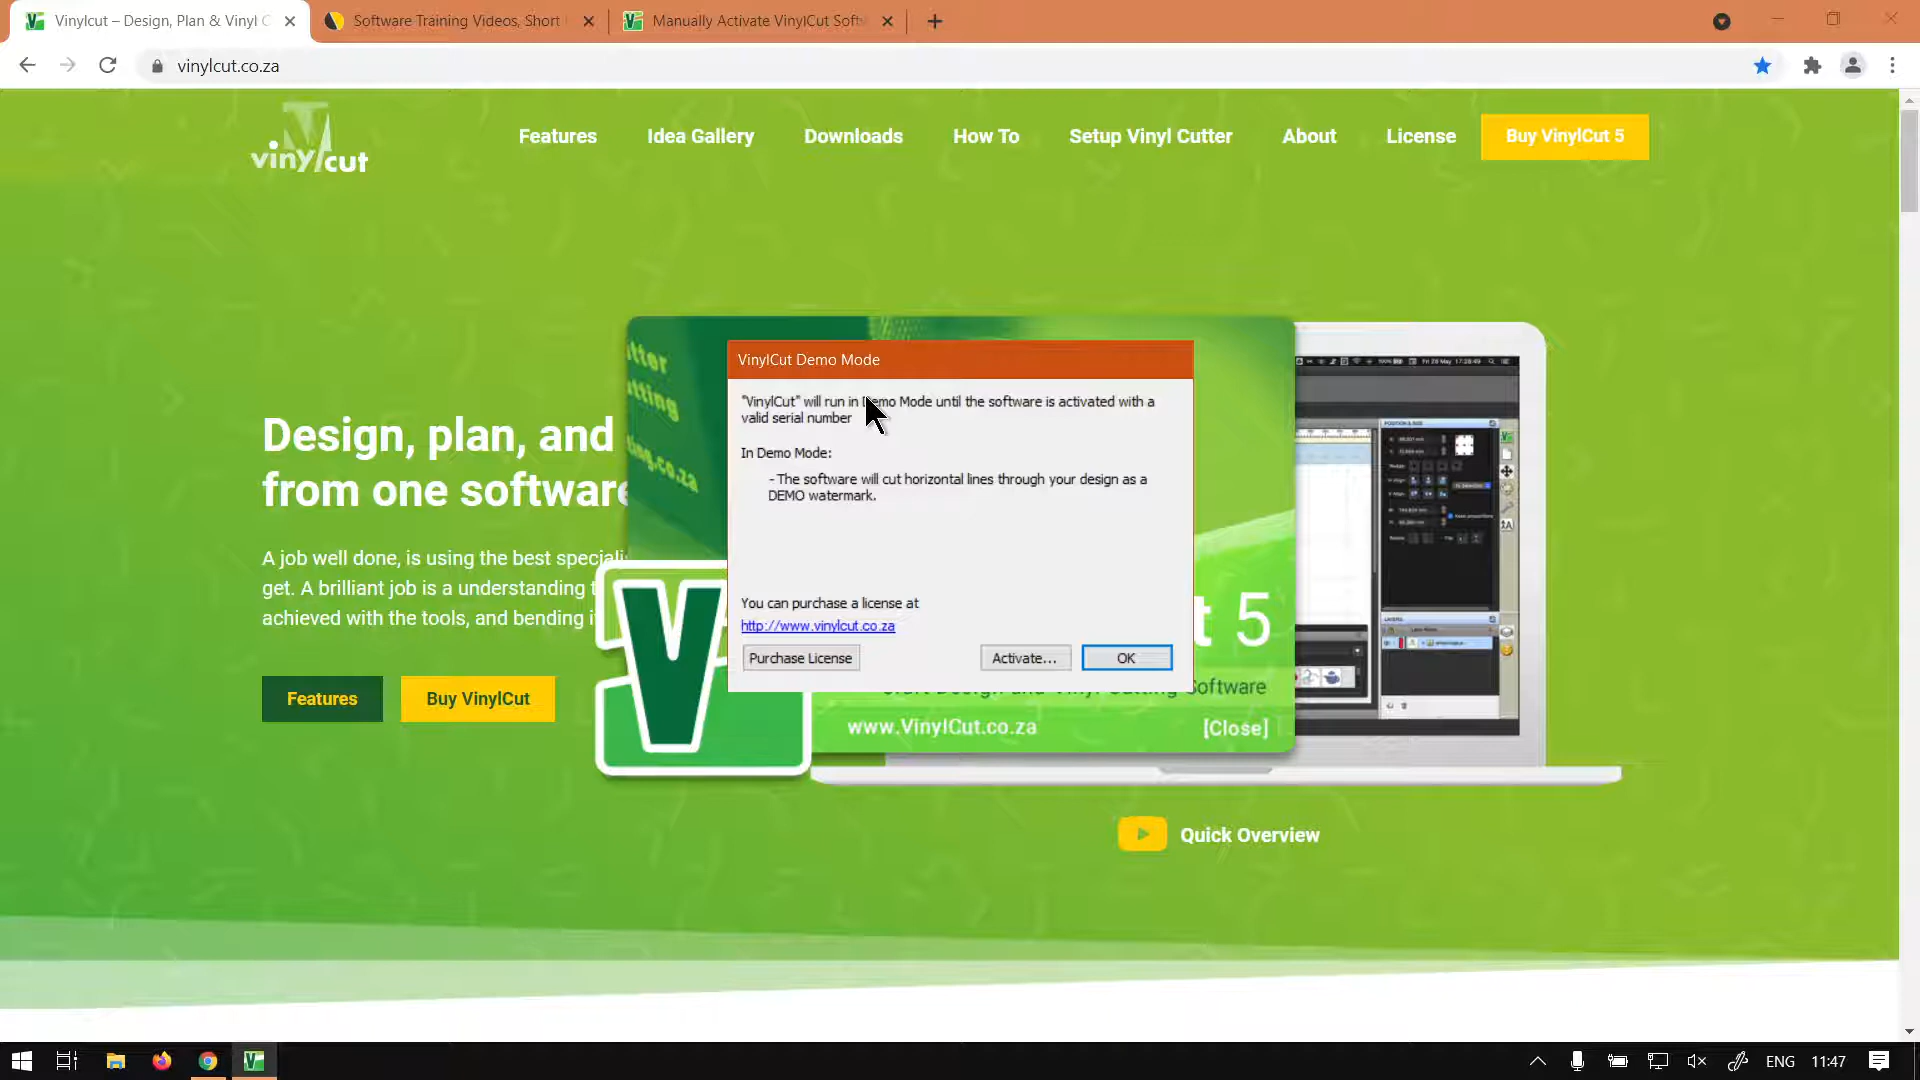 Vinylcut – Design, Plan & Vinyl C
Software Training Videos, Short
Manually Activate VinylCut Softw
vinylcut.co.za
vinylcut
Features
Idea Gallery
Downloads
How To
Setup Vinyl Cutter
About
License
Buy VinylCut 5
Design, plan, and
from one software
A job well done, is using the best speciali
get. A brilliant job is a understanding t
achieved with the tools, and bending i
Features
Buy VinylCut
VinylCut Demo Mode
"VinylCut" will run in Demo Mode until the software is activated with a
valid serial number
In Demo Mode:
- The software will cut horizontal lines through your design as a
DEMO watermark.
You can purchase a license at
http://www.vinylcut.co.za
Purchase License
Activate...
OK
t 5
Software
www.VinylCut.co.za
[Close]
POSITION & SIZE
LAYERS
Quick Overview
ENG
11:47